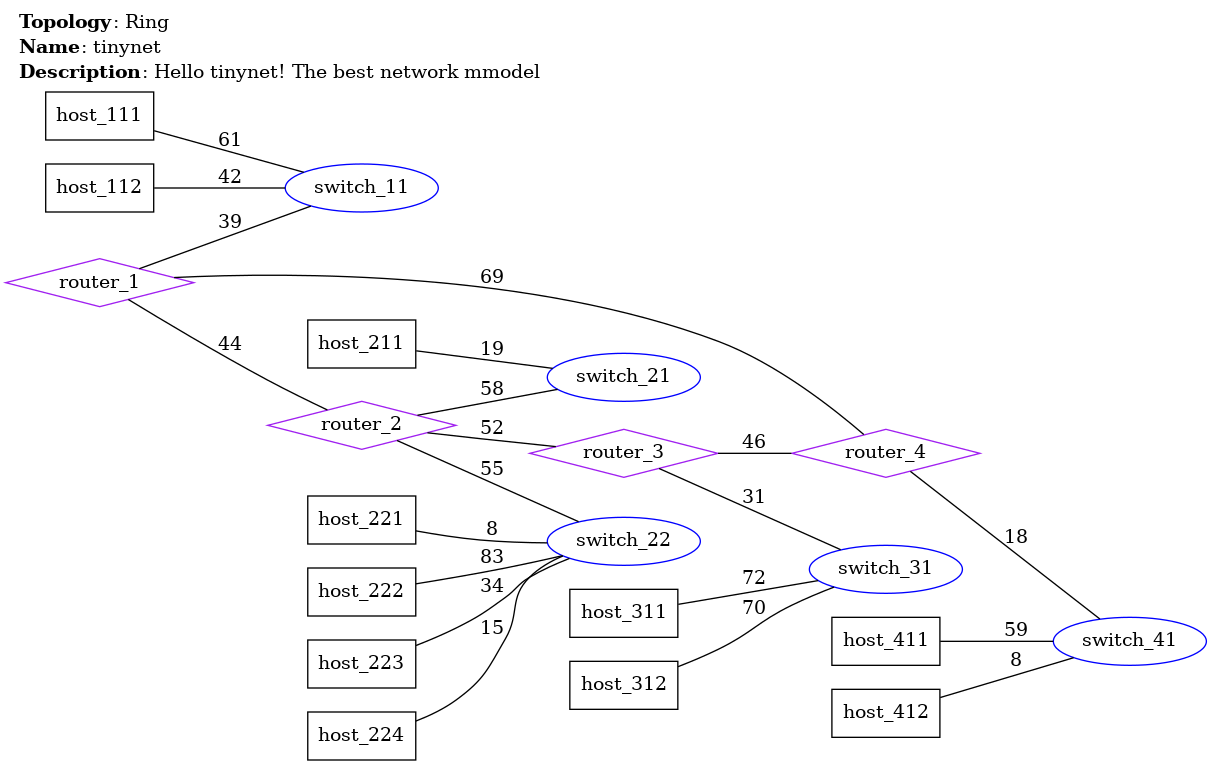 Topology: Ring
Name: tinynet
Description: Hello tinynet! The best network mmodel
host_111
61
host_112
42
switch_11
39
router_1
69
44
host_211
19
switch_21
58
router_2
52
router_3
46
router_4
55
31
18
host_221
8
switch_22
83
host_222
34
switch_31
72
host_311
70
15
host_223
host_312
host_411
59
switch_41
8
host_412
host_224